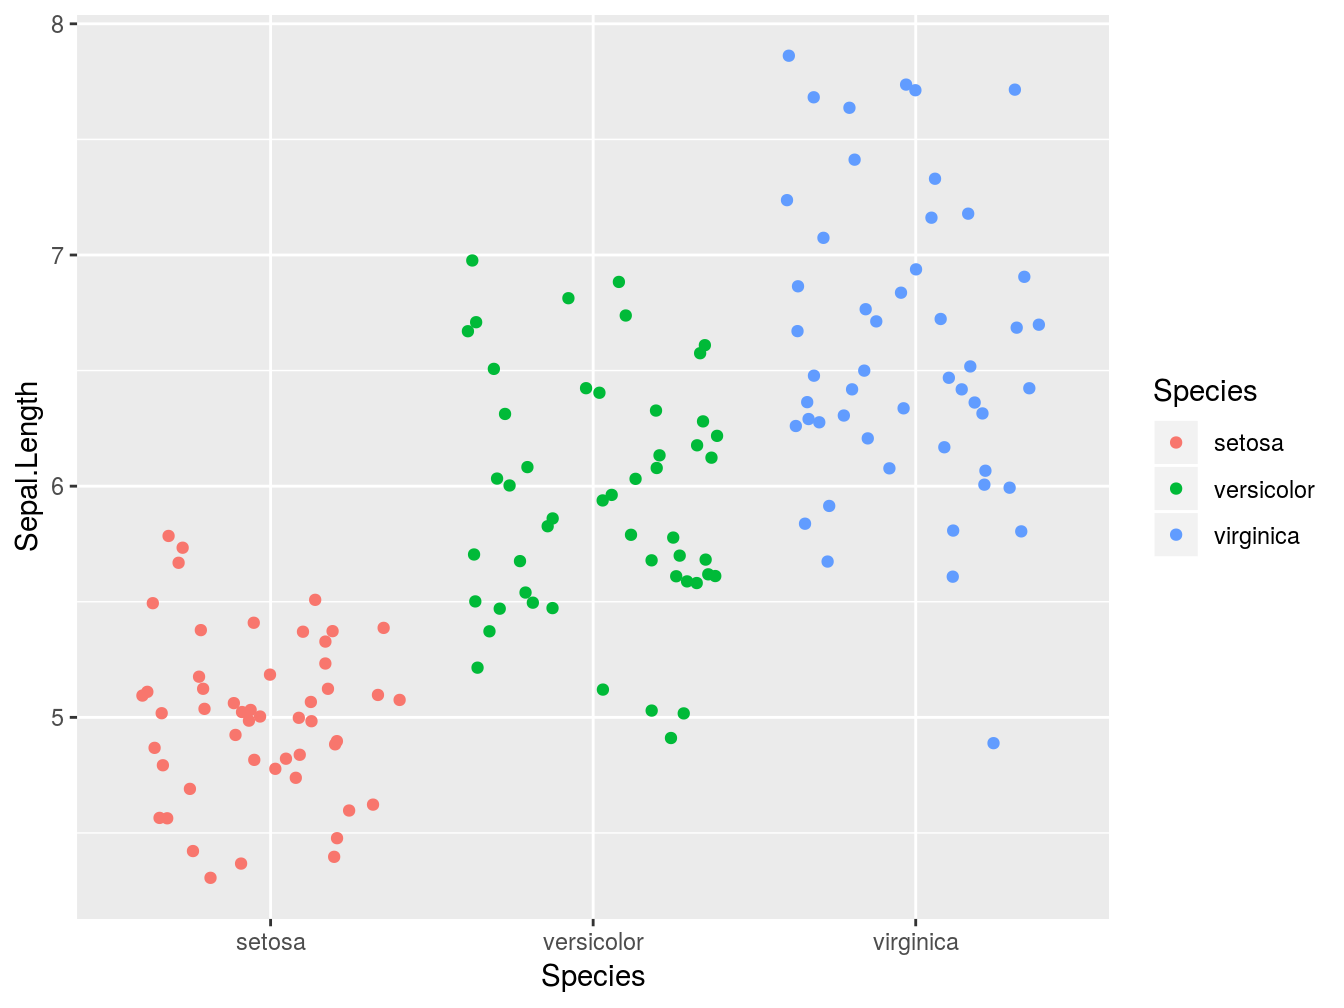 8
7
6
5
Sepal.Length
setosa
versicolor
virginica
Species
Species
setosa
versicolor
virginica